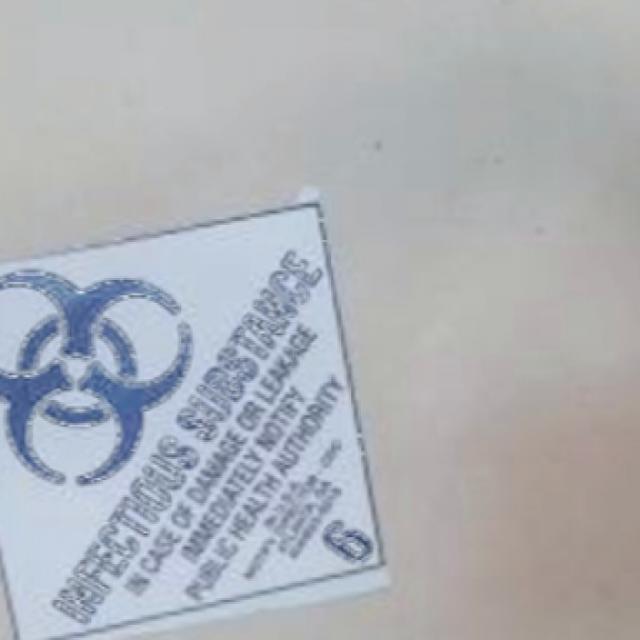 INFECTIOUS SUBSTANCE
IN CASE OF DAMAGE OR LEAKAGE
IMMEDIATELY NOTIFY
PUBLIC HEALTH AUTHORITY
6